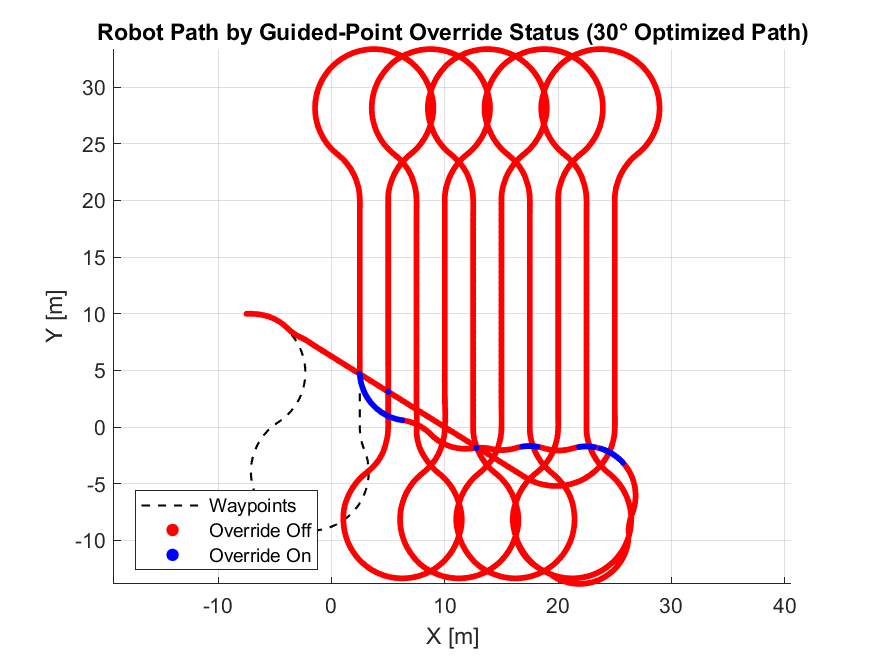 Robot Path by Guided-Point Override Status (30° Optimized Path)
30
25
20
15
10
5
0
-5
-10
Y [m]
Waypoints
Override Off
Override On
-10
0
10
20
30
40
X [m]